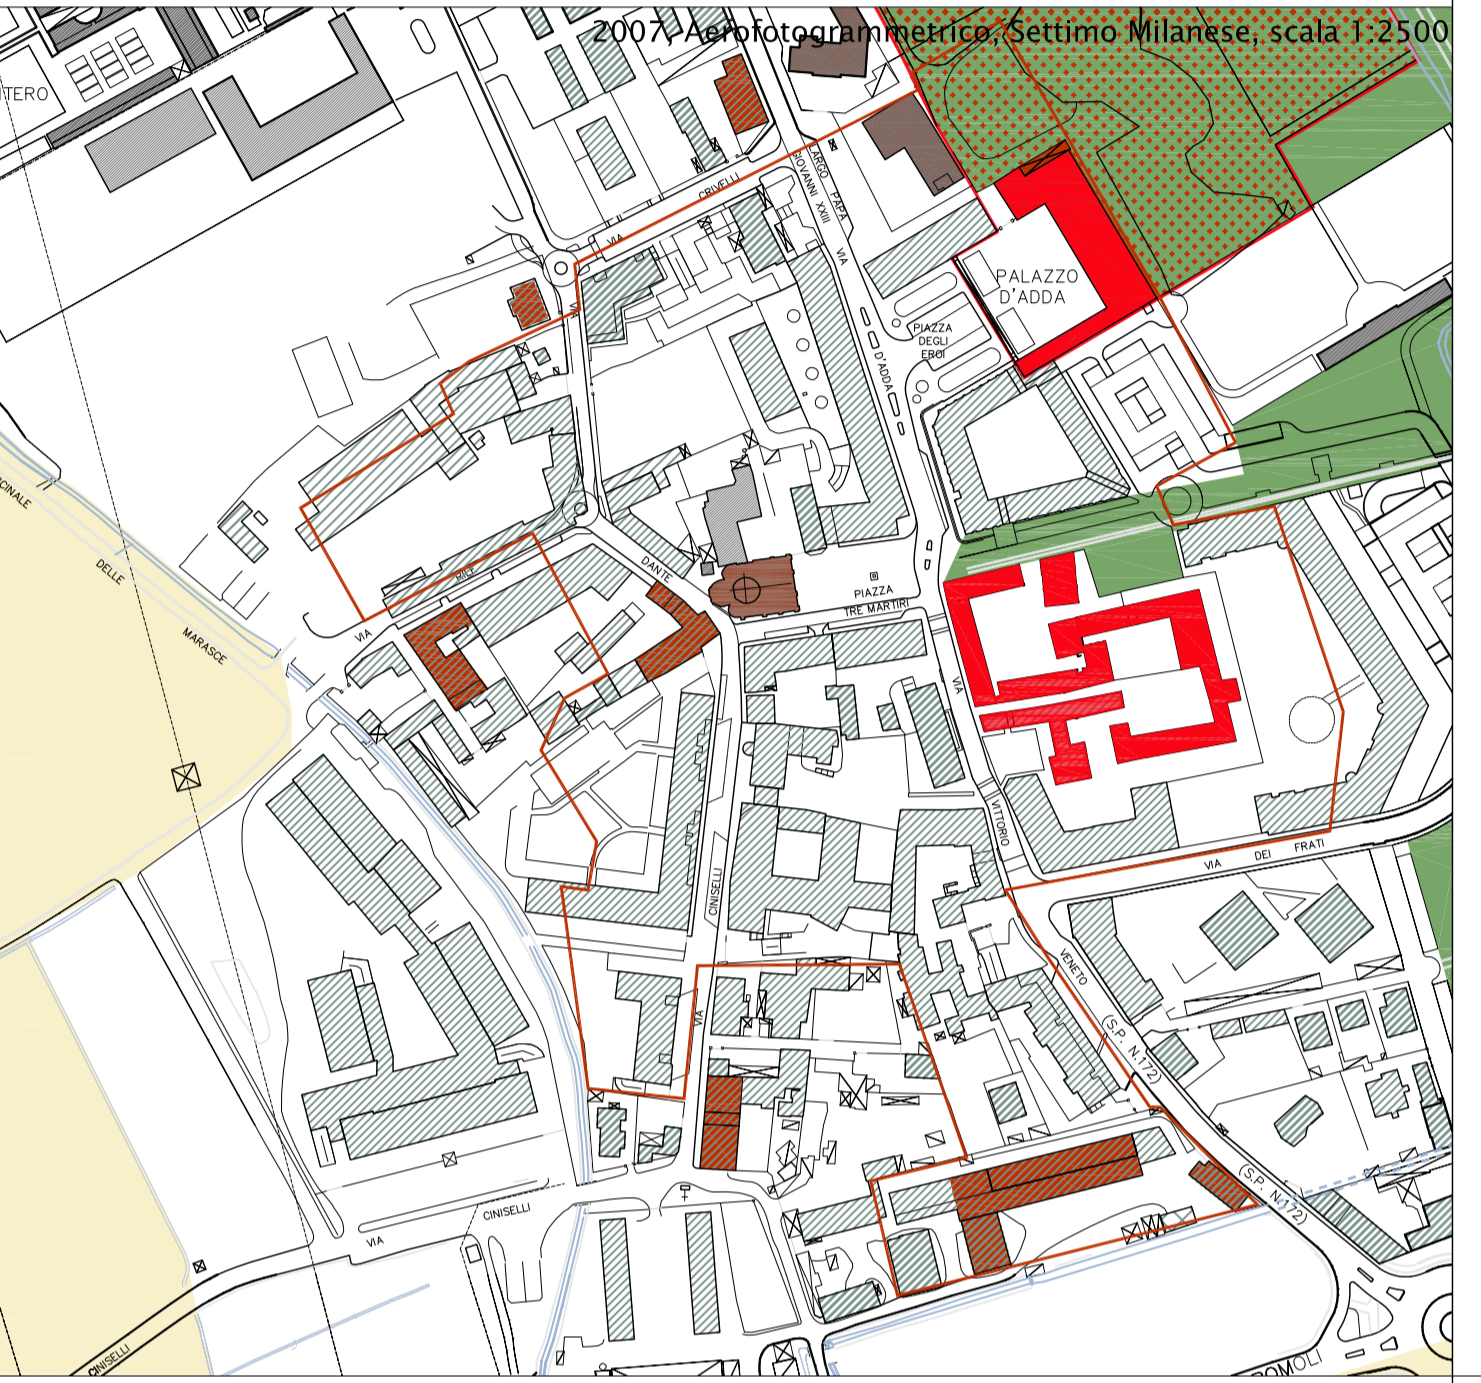 2007, Aerofotogrammetrico, Settimo Milanese, scala 1:2500
TERO
CRIVELLI
VIA
LARGO PAPA
GIOVANNI XXIII
VIA
D'ADDA
PALAZZO
D'ADDA
PIAZZA
DEGLI
EROI
VIA
CINALE
DELLE
MARASCE
VIA
DANTE
PIAZZA
TRE MARTIRI
VIA
VITTORIO
VENETO
(S.P. N.172)
(S.P. N.172)
VIA DEI FRATI
CINISELLI
VIA
CINISELLI
VIA
CINISELLI
ROMOLI